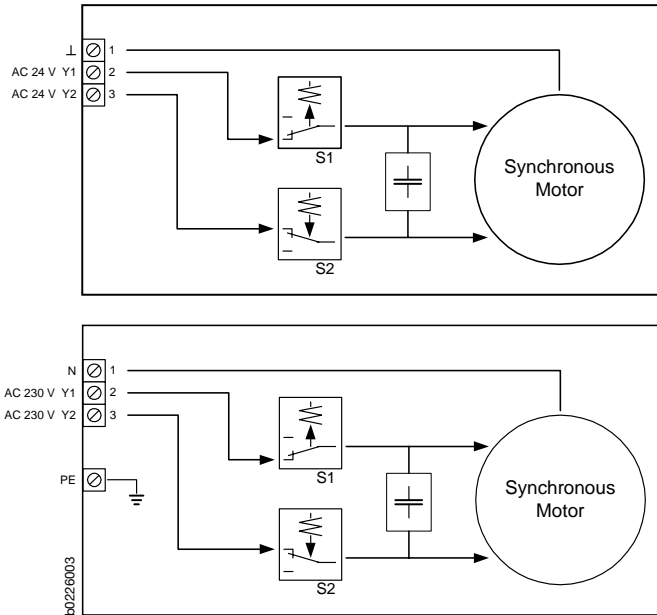 ⊥ 1
AC 24 V Y1 2
AC 24 V Y2 3
S1
Synchronous
Motor
S2
N 1
AC 230 V Y1 2
AC 230 V Y2 3
S1
PE
Synchronous
Motor
S2
b0226003